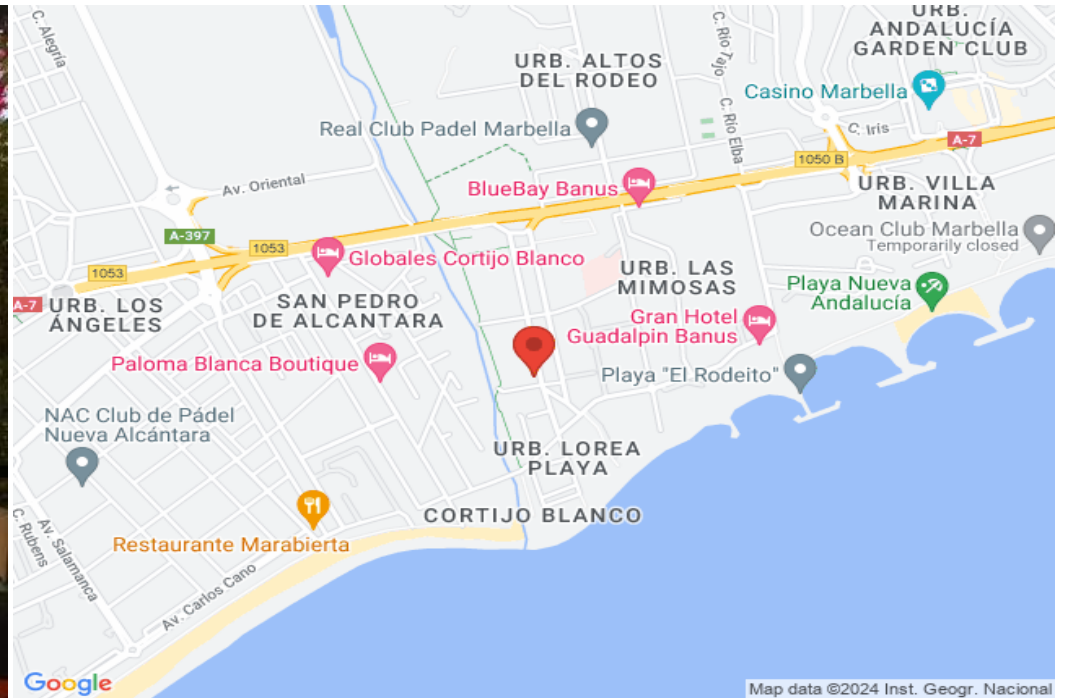 C. Alegría
URB. ALTOS
DEL RODEO
C. Río Tajo
URB.
ANDALUCÍA
GARDEN CLUB
Casino Marbella
Real Club Padel Marbella
C. Río Elba
C. Iris
A-7
1050 B
Av. Oriental
BlueBay Banus
URB. VILLA
MARINA
A-397
1053
Ocean Club Marbella
Temporarily closed
1053
Globales Cortijo Blanco
URB. LAS
MIMOSAS
Playa Nueva
Andalucía
A-7
URB. LOS
ÁNGELES
SAN PEDRO
DE ALCANTARA
Gran Hotel
Guadalpin Banus
Paloma Blanca Boutique
Playa "El Rodeito"
NAC Club de Pádel
Nueva Alcántara
URB. LOREA
PLAYA
CORTIJO BLANCO
C. Rubens
Av. Salamanca
Restaurante Marabierta
Av. Carlos Cano
Google
Map data ©2024 Inst. Geogr. Nacional